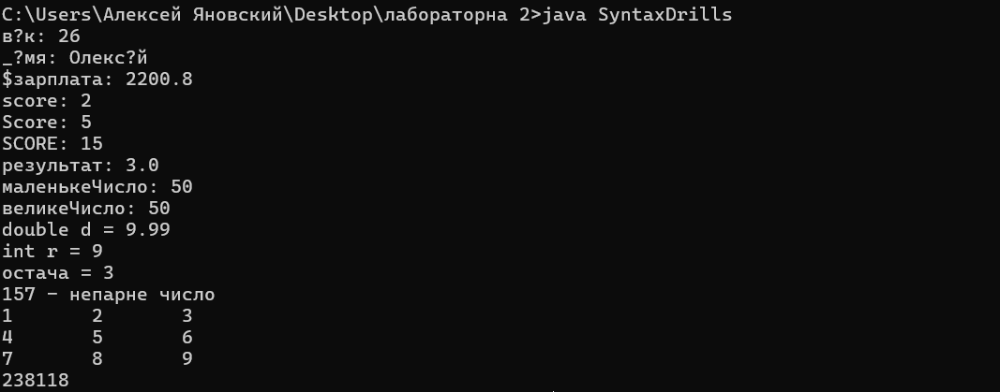 C:\Users\Алексей Яновский\Desktop\лабораторна 2>java SyntaxDrills
в?к: 26
_?мя: Олекс?й
$зарплата: 2200.8
score: 2
Score: 5
SCORE: 15
результат: 3.0
маленькеЧисло: 50
великеЧисло: 50
double d = 9.99
int r = 9
остача = 3
157 – непарне число
1 2 3
4 5 6
7 8 9
238118